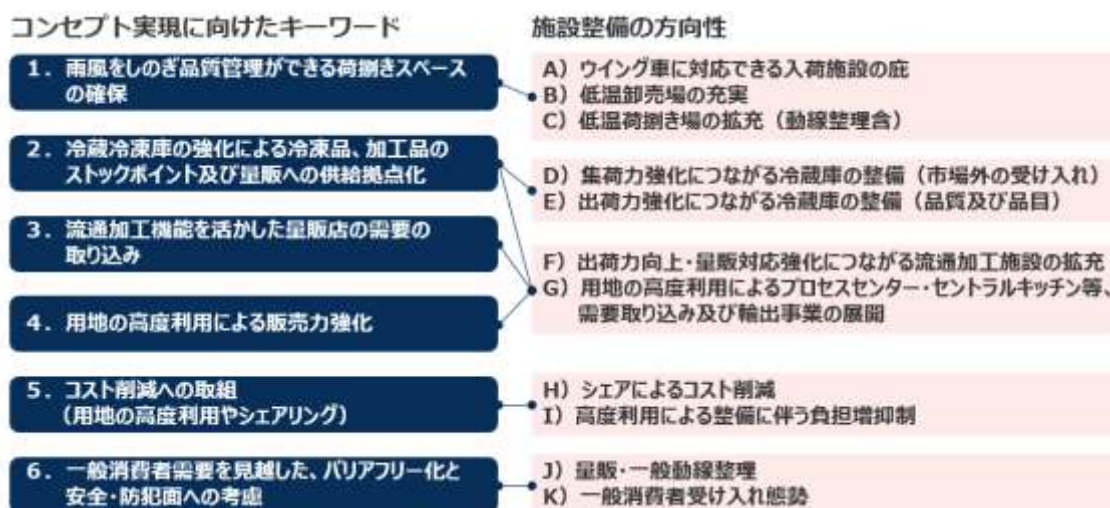 コンセプト実現に向けたキーワード
1．雨風をしのぎ品質管理ができる荷捌きスペース
の確保
2．冷蔵冷凍庫の強化による冷凍品、加工品の
ストックポイント及び量販への供給拠点化
3．流通加工機能を活かした量販店の需要の
取り込み
4．用地の高度利用による販売力強化
5．コスト削減への取組
（用地の高度利用やシェアリング）
6．一般消費者需要を見越した、バリアフリー化と
安全・防犯面への考慮
施設整備の方向性
A）ウイング車に対応できる入荷施設の庇
B）低温卸売場の充実
C）低温荷捌き場の拡充（動線整理含）
D）集荷力強化につながる冷蔵庫の整備（市場外の受け入れ）
E）出荷力強化につながる冷蔵庫の整備（品質及び品目）
F）出荷力向上・量販対応強化につながる流通加工施設の拡充
G）用地の高度利用によるプロセスセンター・セントラルキッチン等、
需要取り込み及び輸出事業の展開
H）シェアによるコスト削減
I）高度利用による整備に伴う負担増抑制
J）量販・一般動線整理
K）一般消費者受け入れ態勢